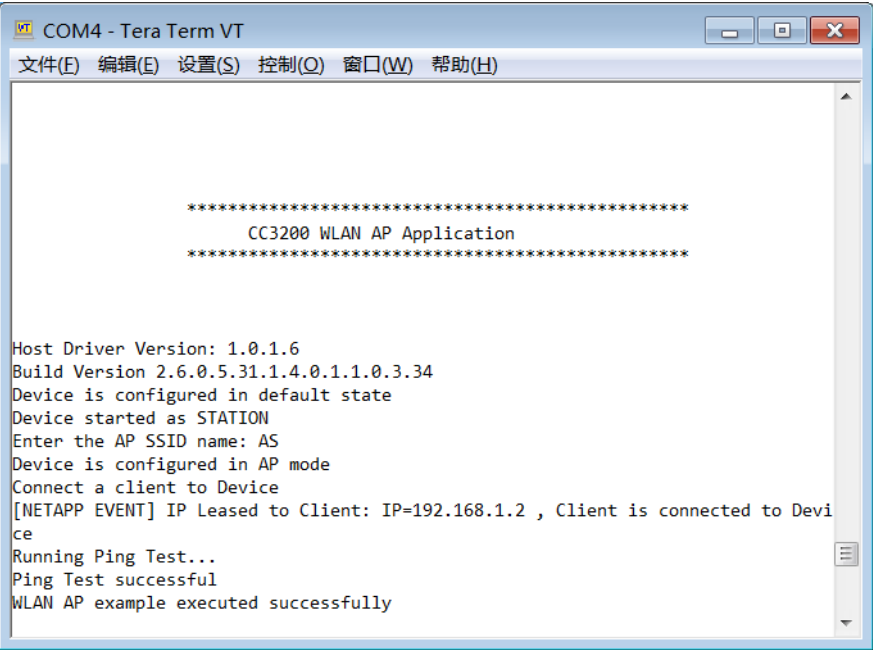 COM4 - Tera Term VT
文件(F) 编辑(E) 设置(S) 控制(O) 窗口(W) 帮助(H)
*************************************************
CC3200 WLAN AP Application
*************************************************
Host Driver Version: 1.0.1.6
Build Version 2.6.0.5.31.1.4.0.1.1.0.3.34
Device is configured in default state
Device started as STATION
Enter the AP SSID name: AS
Device is configured in AP mode
Connect a client to Device
[NETAPP EVENT] IP Leased to Client: IP=192.168.1.2 , Client is connected to Devi
ce
Running Ping Test...
Ping Test successful
WLAN AP example executed successfully